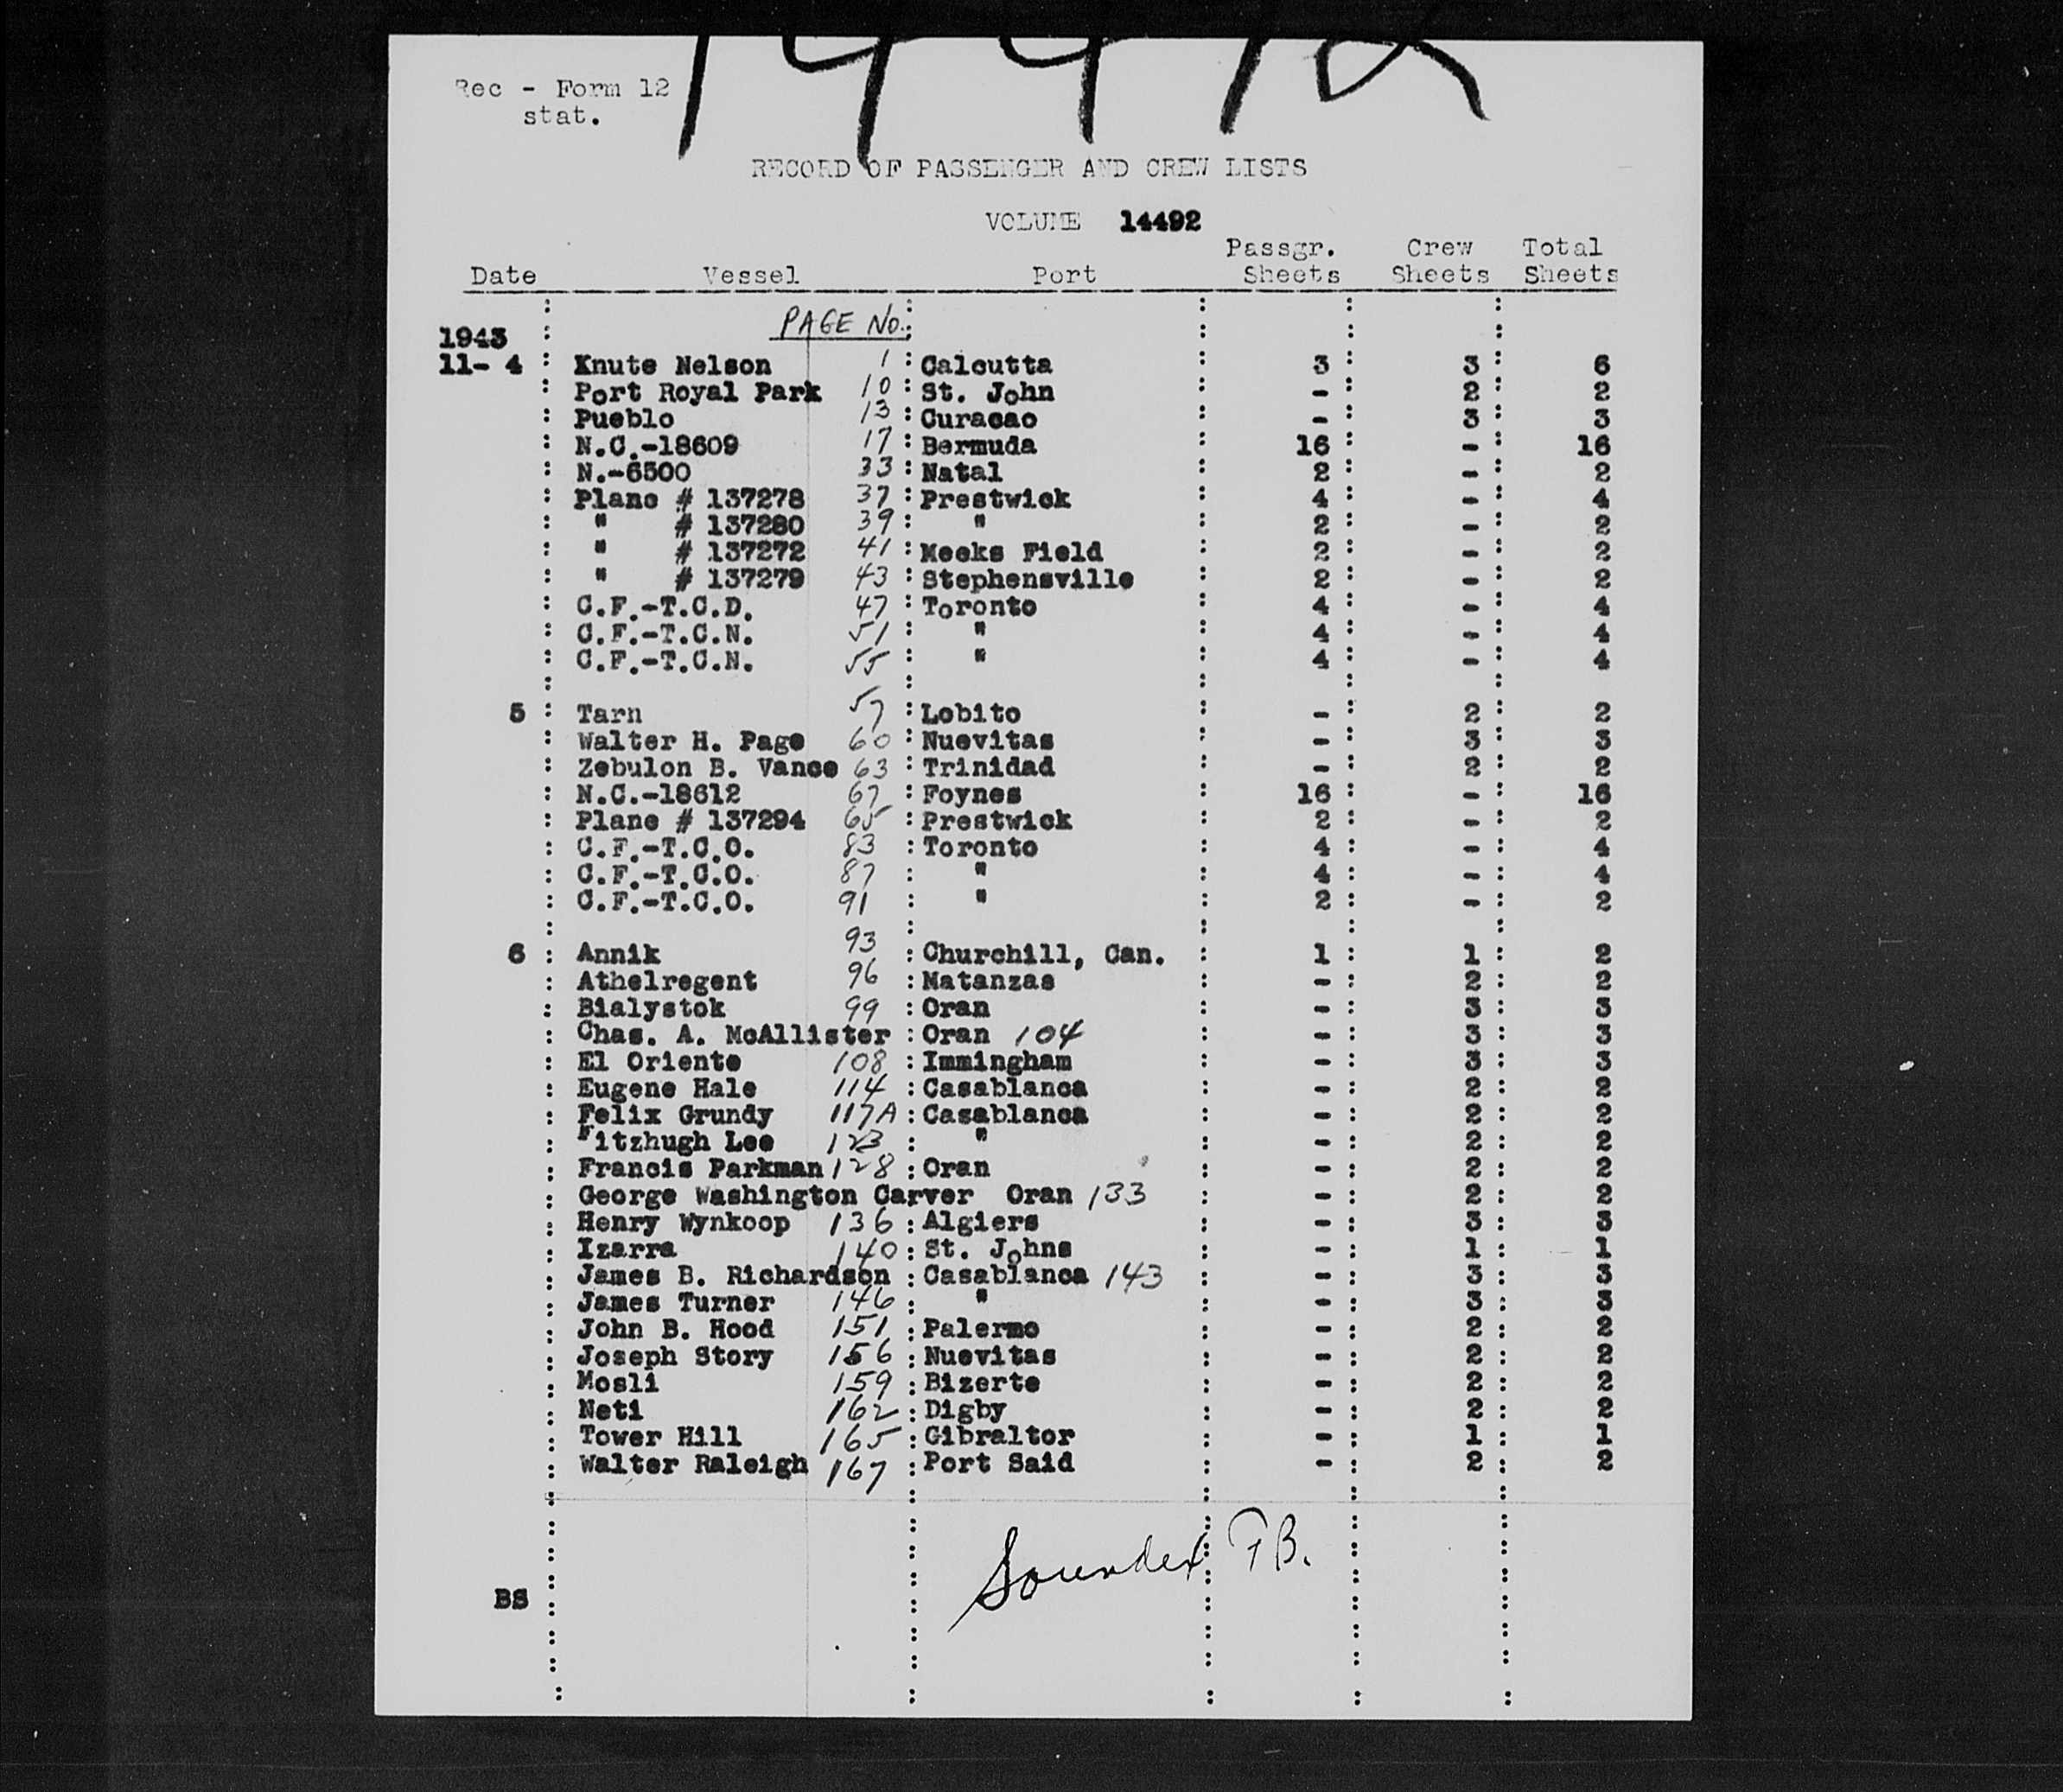 14492
Rec - Form 12
stat.
RECORD OF PASSENGER AND CREW LISTS
VOLUME 14492
Passgr. Crew Total
Date Vessel Port Sheets Sheets Sheets
PAGE No.
1943
11- 4 : Knute Nelson 1 : Calcutta : 3 : 3 : 6
: Port Royal Park 10 : St. John : - : 2 : 2
: Pueblo 13 : Curacao : - : 3 : 3
: N.C.-18609 17 : Bermuda : 16 : - : 16
: N.-6500 33 : Natal : 2 : - : 2
: Plane # 137278 37 : Prestwick : 4 : - : 4
: " # 137280 39 : " : 2 : - : 2
: " # 137272 41 : Meeks Field : 2 : - : 2
: " # 137279 43 : Stephensville : 2 : - : 2
: C.F.-T.C.D. 47 : Toronto : 4 : - : 4
: C.F.-T.C.N. 51 : " : 4 : - : 4
: C.F.-T.C.N. 55 : " : 4 : - : 4
5 : Tarn 57 : Lobito : - : 2 : 2
: Walter H. Page 60 : Nuevitas : - : 3 : 3
: Zebulon B. Vance 63 : Trinidad : - : 2 : 2
: N.C.-18612 67 : Foynes : 16 : - : 16
: Plane # 137294 65 : Prestwick : 2 : - : 2
: C.F.-T.C.O. 83 : Toronto : 4 : - : 4
: C.F.-T.C.O. 87 : " : 4 : - : 4
: C.F.-T.C.O. 91 : " : 2 : - : 2
6 : Annik 93 : Churchill, Can. : 1 : 1 : 2
: Athelregent 96 : Matanzas : - : 2 : 2
: Bialystok 99 : Oran : - : 3 : 3
: Chas. A. McAllister : Oran 104 : - : 3 : 3
: El Oriente 108 : Immingham : - : 3 : 3
: Eugene Hale 114 : Casablanca : - : 2 : 2
: Felix Grundy 117A : Casablanca : - : 2 : 2
: Fitzhugh Lee 123 : " : - : 2 : 2
: Francis Parkman 128 : Oran : - : 2 : 2
: George Washington Carver Oran 133 : - : 2 : 2
: Henry Wynkoop 136 : Algiers : - : 3 : 3
: Izarra 140 : St. Johns : - : 1 : 1
: James B. Richardson : Casablanca 143 : - : 3 : 3
: James Turner 146 : " : - : 3 : 3
: John B. Hood 151 : Palermo : - : 2 : 2
: Joseph Story 156 : Nuevitas : - : 2 : 2
: Mosli 159 : Bizerte : - : 2 : 2
: Neti 162 : Digby : - : 2 : 2
: Tower Hill 165 : Gibraltor : - : 1 : 1
: Walter Raleigh 167 : Port Said : - : 2 : 2
Soundex FB.
BS